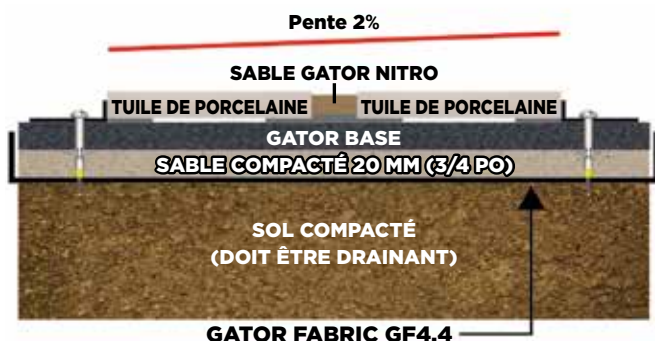 Pente 2%
SABLE GATOR NITRO
TUILE DE PORCELAINE TUILE DE PORCELAINE
GATOR BASE
SABLE COMPACTÉ 20 MM (3/4 PO)
SOL COMPACTÉ
(DOIT ÊTRE DRAINANT)
GATOR FABRIC GF4.4